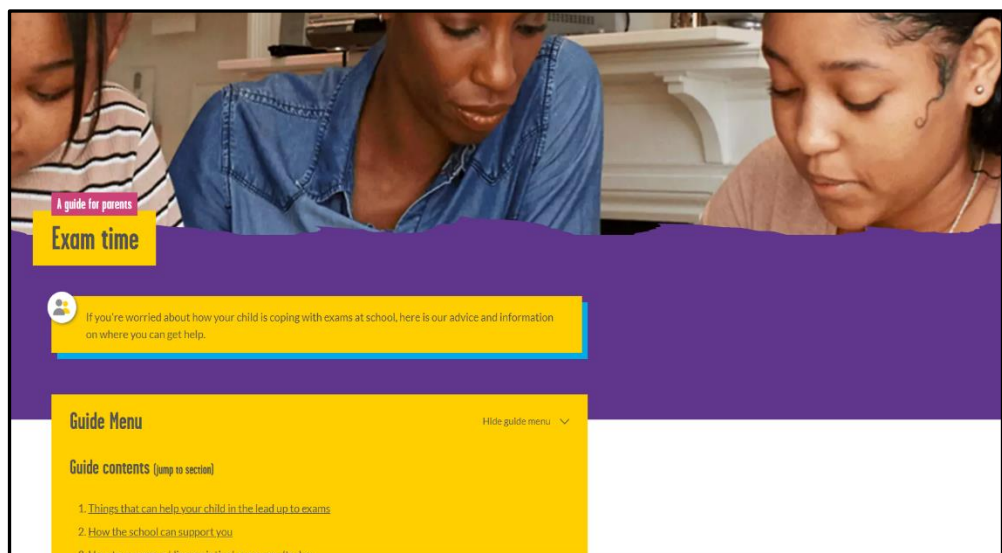 A guide for parents
Exam time
If you're worried about how your child is coping with exams at school, here is our advice and information
on where you can get help.
Guide Menu
Hide guide menu
Guide contents (jump to section)
1. Things that can help your child in the lead up to exams
2. How the school can support you